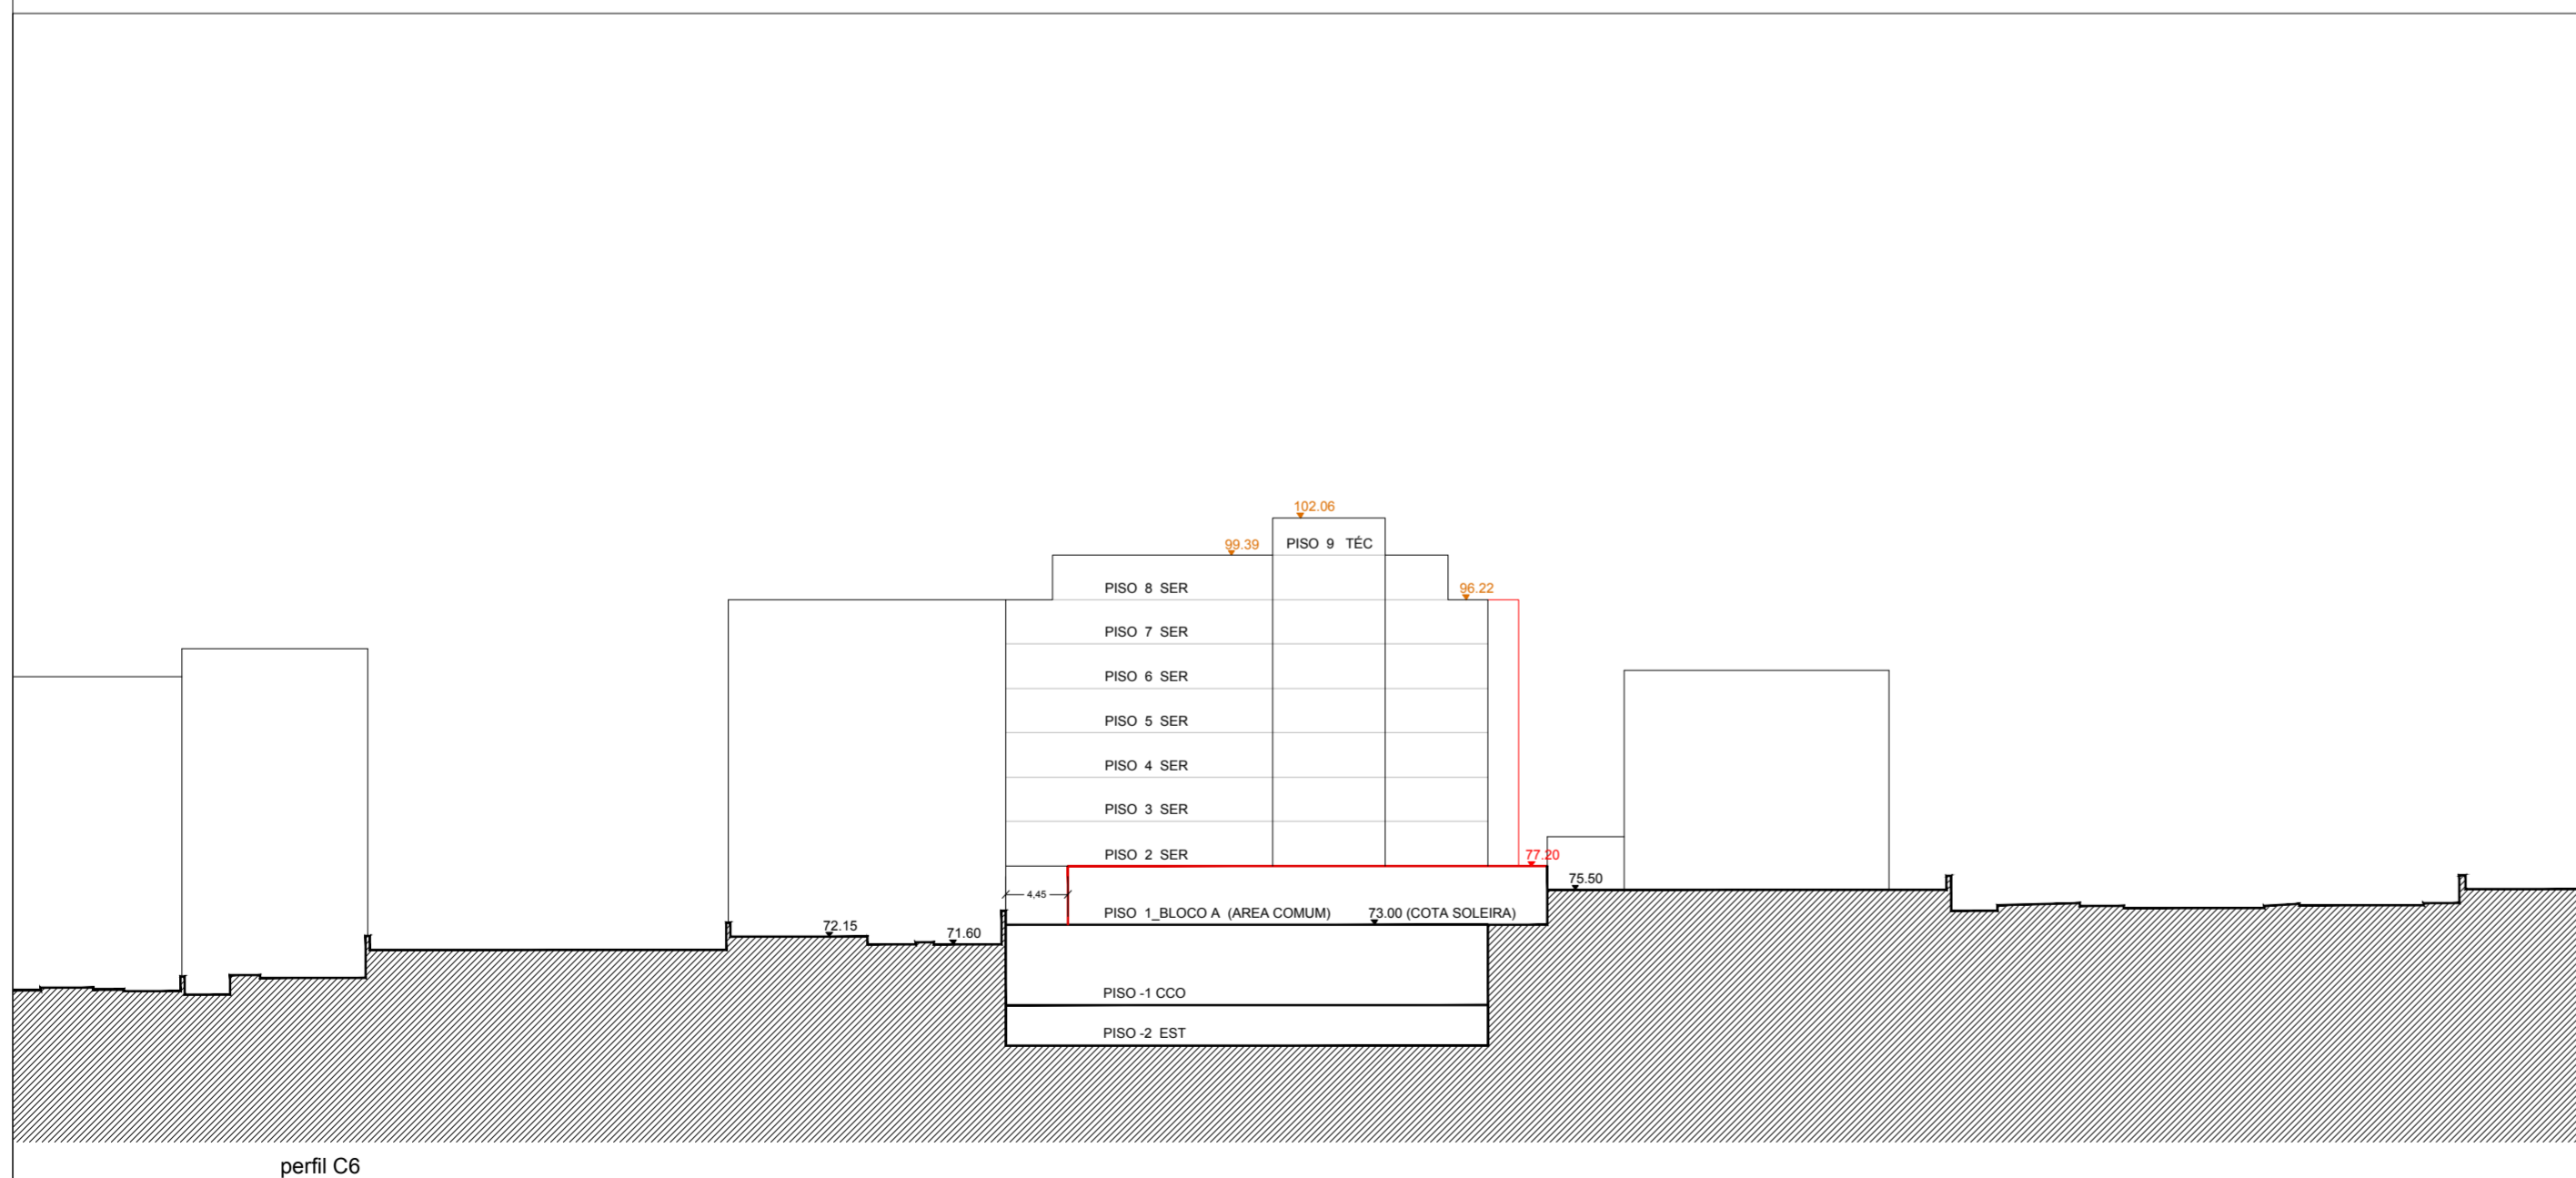 102.06
99.39
PISO 9 TÉC
PISO 8 SER
96.22
PISO 7 SER
PISO 6 SER
PISO 5 SER
PISO 4 SER
PISO 3 SER
PISO 2 SER
77.20
75.50
4,45
PISO 1_BLOCO A (AREA COMUM) 73.00 (COTA SOLEIRA)
72.15
71.60
PISO -1 CCO
PISO -2 EST
perfil C6